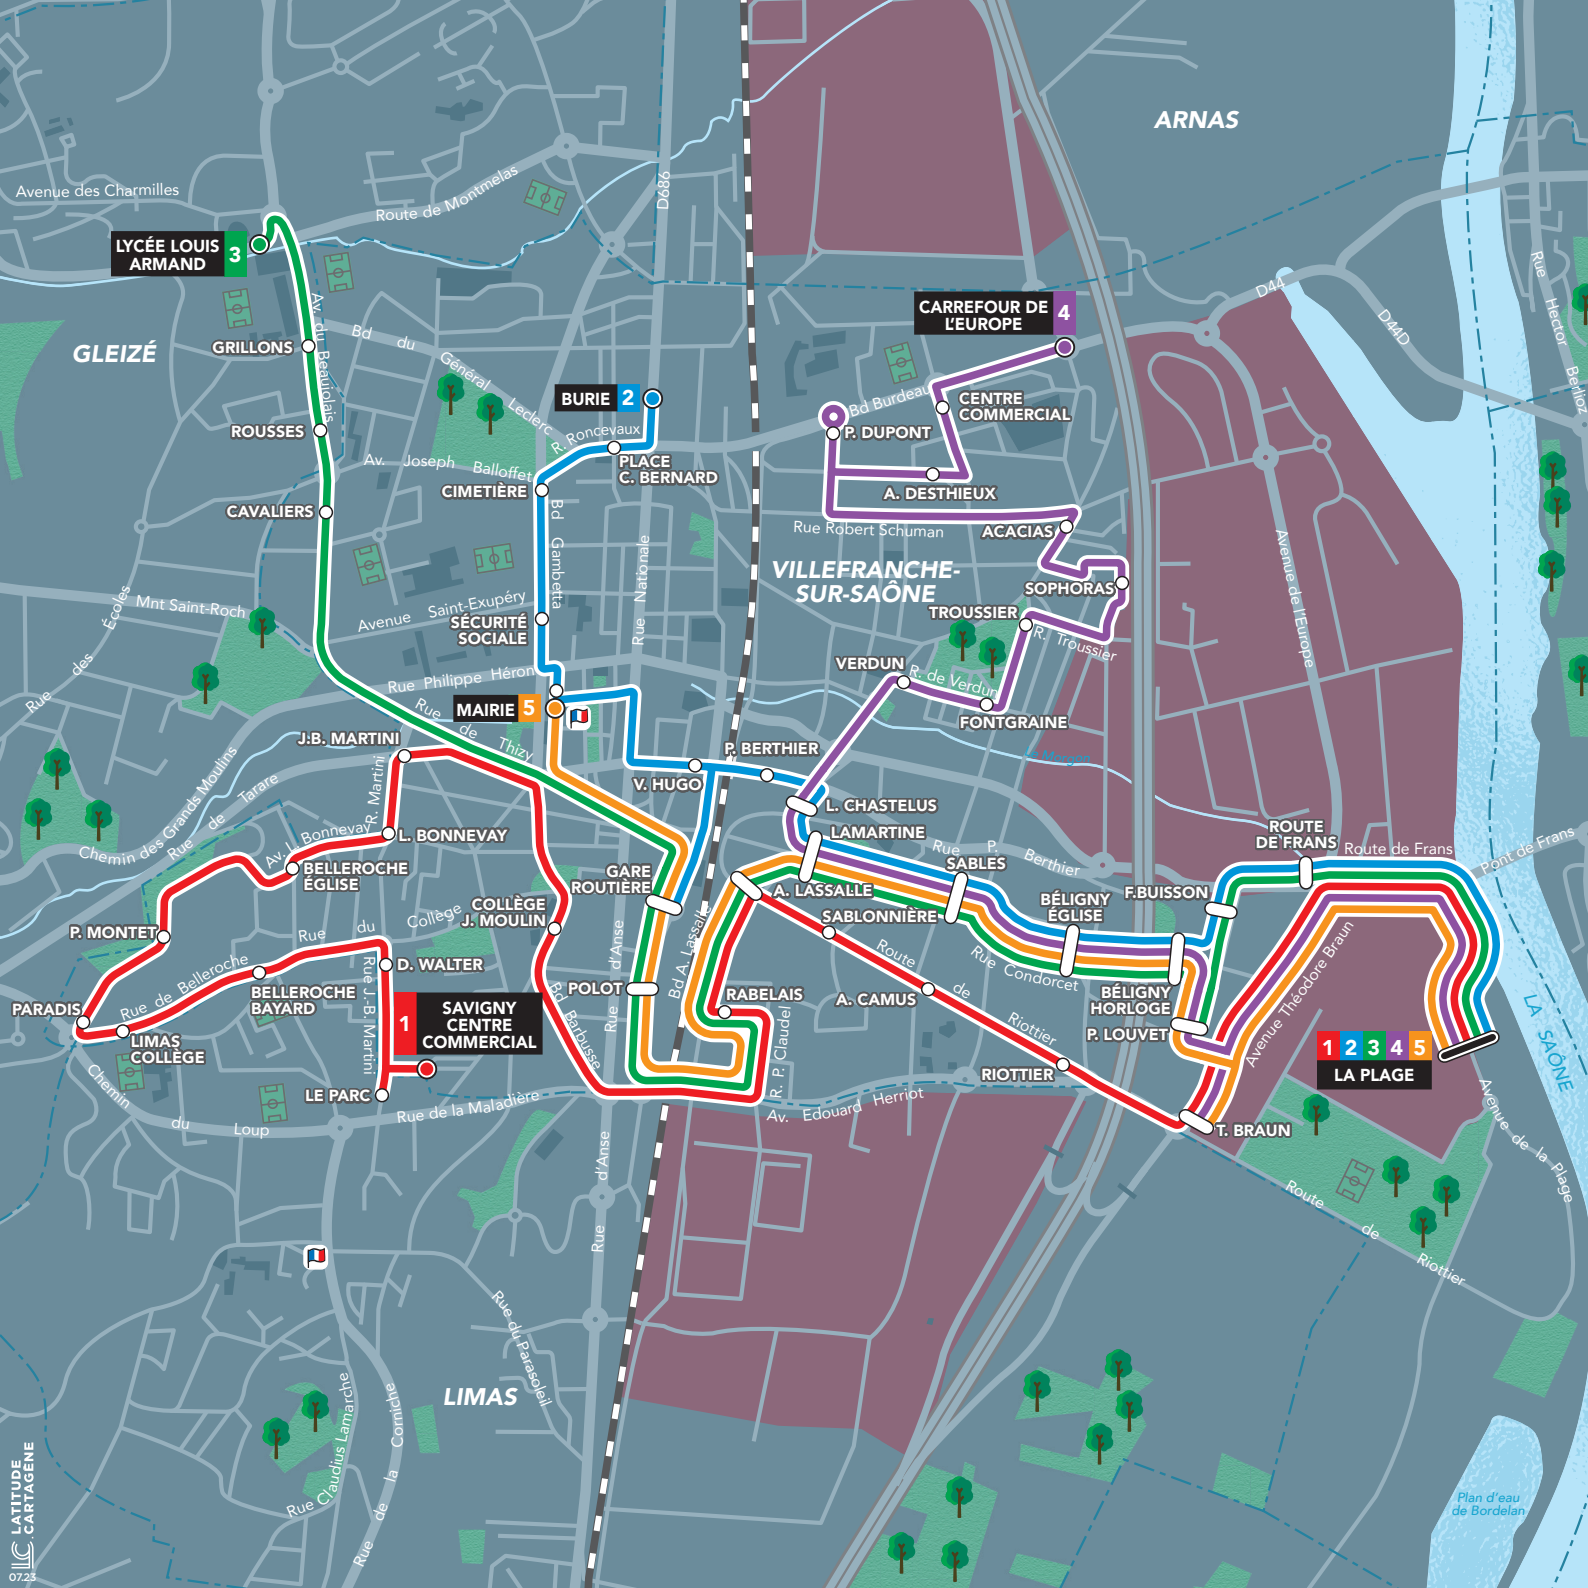 ARNAS
Avenue des Charmilles
Route de Montmelas
D686
LYCÉE LOUIS
ARMAND
3
Rue Hector Berlioz
D44
D44D
CARREFOUR DE
L'EUROPE
4
GLEIZÉ
GRILLONS
Av. du Beaujolais
Bd du Général Leclerc
BURIE 2
Bd Burdeau
CENTRE
COMMERCIAL
ROUSSES
R. Roncevaux
P. DUPONT
Av. Joseph Balloffet
PLACE
C. BERNARD
CIMETIÈRE
A. DESTHIEUX
CAVALIERS
Bd Gambetta
Rue Robert Schuman
ACACIAS
Rue Nationale
Avenue de l'Europe
VILLEFRANCHE-
SUR-SAÔNE
SOPHORAS
Rue des Écoles
Mnt Saint-Roch
Avenue Saint-Exupéry
SÉCURITÉ
SOCIALE
TROUSSIER
R. Troussier
VERDUN
R. de Verdun
Rue Philippe Héron
MAIRIE 5
FONTGRAINE
Rue de Thizy
J.B. MARTINI
P. BERTHIER
Le Morgon
V. HUGO
R. Martini
Chemin des Grands Moulins
Rue de Tarare
L. CHASTELUS
Av. L. Bonnevay
L. BONNEVAY
LAMARTINE
ROUTE
DE FRANS
Route de Frans
Pont de Frans
Rue P. Berthier
SABLES
BELLEROCHE
ÉGLISE
GARE
ROUTIÈRE
A. LASSALLE
F.BUISSON
COLLÈGE
J. MOULIN
SABLONNIÈRE
BÉLIGNY
ÉGLISE
P. MONTET
Rue du Collège
Rue d'Anse
Bd A. Lassalle
Route de Riottier
Rue Condorcet
Avenue Théodore Braun
D. WALTER
Rue de Belleroche
BELLEROCHE
BAYARD
Rue J.-B. Martini
POLOT
RABELAIS
A. CAMUS
BÉLIGNY
HORLOGE
PARADIS
1
SAVIGNY
CENTRE
COMMERCIAL
Bd Barbusse
P. LOUVET
LA SAÔNE
LIMAS
COLLÈGE
R. P. Claudel
1 2 3 4 5
LA PLAGE
RIOTTIER
Chemin du Loup
LE PARC
Rue de la Maladière
Av. Edouard Herriot
T. BRAUN
Avenue de la Plage
Rue d'Anse
Route de Riottier
Rue du Parasoleil
LIMAS
Rue Claudius Lamarche
Rue de la Corniche
Plan d'eau
de Bordelan
LATITUDE
CARTAGÈNE
LC
07.23